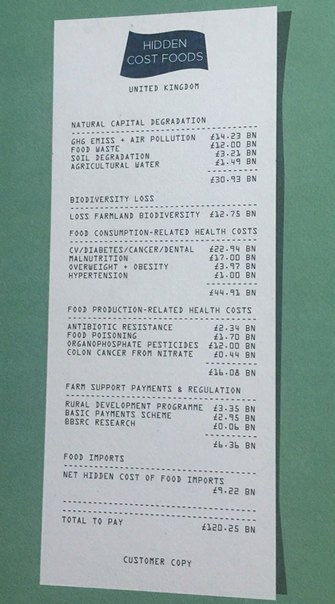 HIDDEN
COST FOODS
UNITED KINGDOM
NATURAL CAPITAL DEGRADATION
GHG EMISS + AIR POLLUTION £14.23 BN
FOOD WASTE £12.00 BN
SOIL DEGRADATION £3.21 BN
AGRICULTURAL WATER £1.49 BN
£30.93 BN
BIODIVERSITY LOSS
LOSS FARMLAND BIODIVERSITY £12.75 BN
FOOD CONSUMPTION-RELATED HEALTH COSTS
CV/DIABETES/CANCER/DENTAL £22.94 BN
MALNUTRITION £17.00 BN
OVERWEIGHT + OBESITY £3.97 BN
HYPERTENSION £1.00 BN
£44.91 BN
FOOD PRODUCTION-RELATED HEALTH COSTS
ANTIBIOTIC RESISTANCE £2.34 BN
FOOD POISONING £1.70 BN
ORGANOPHOSPHATE PESTICIDES £12.00 BN
COLON CANCER FROM NITRATE £0.44 BN
£16.08 BN
FARM SUPPORT PAYMENTS & REGULATION
RURAL DEVELOPMENT PROGRAMME £3.35 BN
BASIC PAYMENTS SCHEME £2.95 BN
BBSRC RESEARCH £0.06 BN
£6.36 BN
FOOD IMPORTS
NET HIDDEN COST OF FOOD IMPORTS
£9.22 BN
TOTAL TO PAY £120.25 BN
CUSTOMER COPY